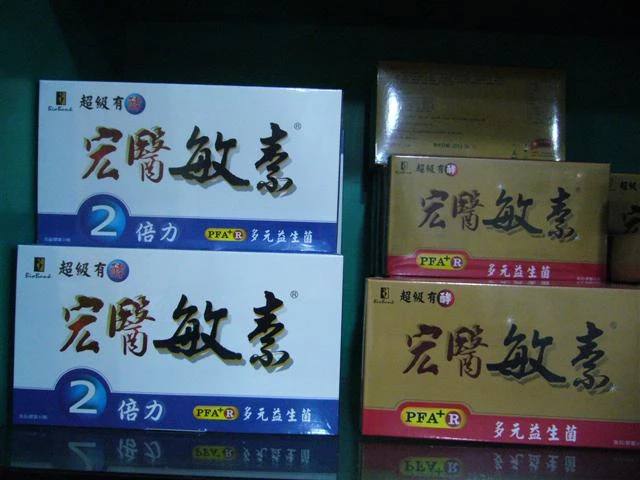 BioBank
超級有酵
宏醫敏素®
2倍力
PFA+R 多元益生菌
BioBank
超級有酵
宏醫敏素®
2倍力
PFA+R 多元益生菌
超級有酵
宏醫敏素
PFA+R
多元益生菌
BioBank
超級有酵
宏醫敏素
PFA+R
多元益生菌